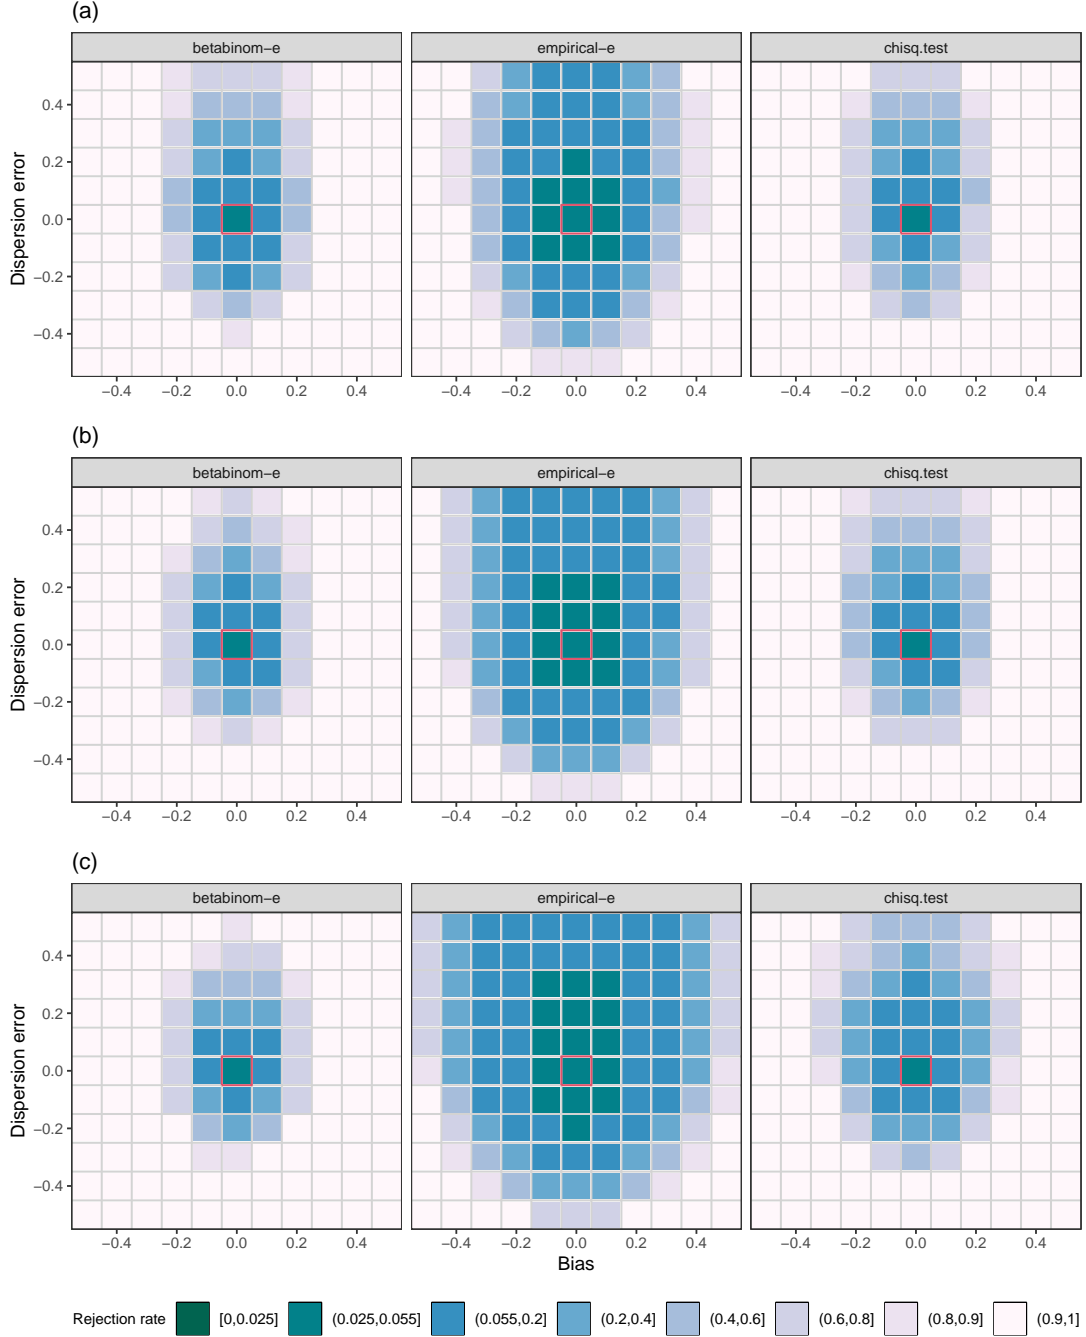 (a)
betabinom−e empirical−e chisq.test
0.4
0.2
0.0
−0.2
−0.4
Dispersion error
−0.4 −0.2 0.0 0.2 0.4 −0.4 −0.2 0.0 0.2 0.4 −0.4 −0.2 0.0 0.2 0.4
(b)
betabinom−e empirical−e chisq.test
0.4
0.2
0.0
−0.2
−0.4
Dispersion error
−0.4 −0.2 0.0 0.2 0.4 −0.4 −0.2 0.0 0.2 0.4 −0.4 −0.2 0.0 0.2 0.4
(c)
betabinom−e empirical−e chisq.test
0.4
0.2
0.0
−0.2
−0.4
Dispersion error
−0.4 −0.2 0.0 0.2 0.4 −0.4 −0.2 0.0 0.2 0.4 −0.4 −0.2 0.0 0.2 0.4
Bias
Rejection rate [0,0.025] (0.025,0.055] (0.055,0.2] (0.2,0.4] (0.4,0.6] (0.6,0.8] (0.8,0.9] (0.9,1]